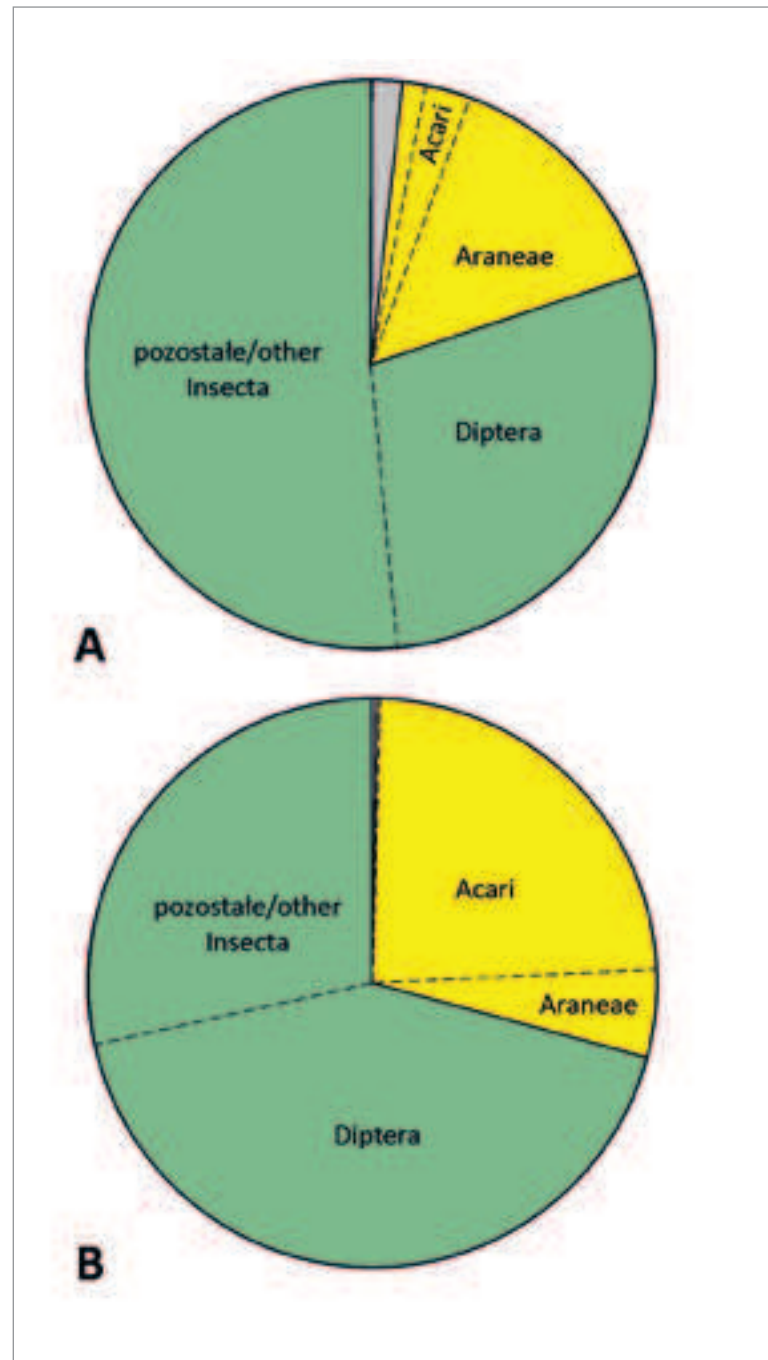 Acari
Araneae
pozostałe/other
Insecta
Diptera
A
Acari
pozostałe/other
Insecta
Araneae
Diptera
B